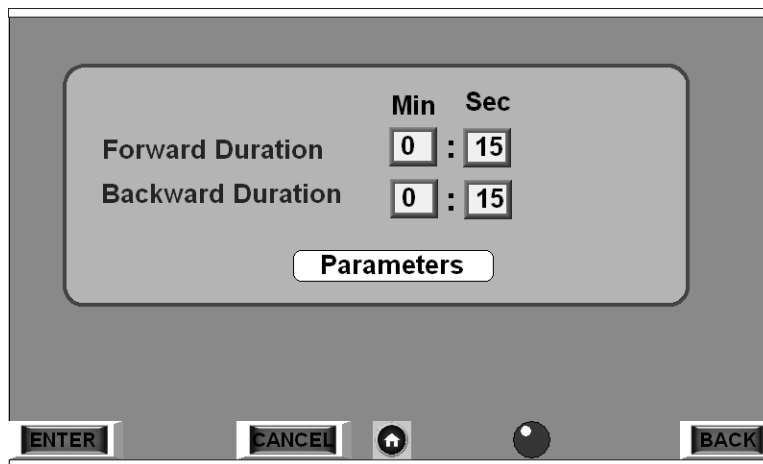 Min Sec
Forward Duration 0 : 15
Backward Duration 0 : 15
Parameters
ENTER CANCEL BACK